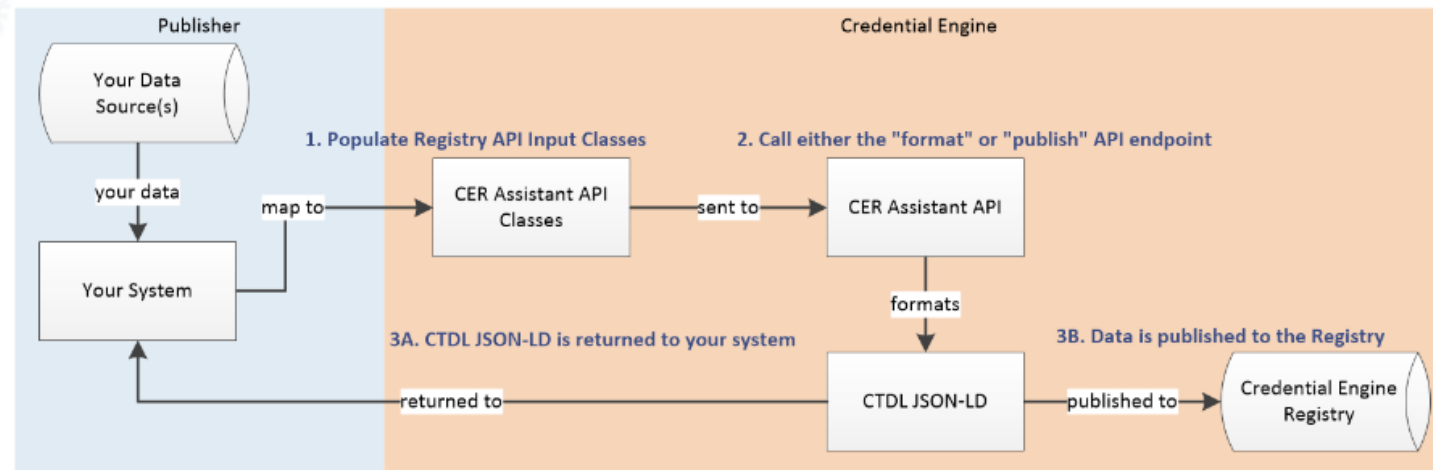 Publisher
Credential Engine
Your Data
Source(s)
1. Populate Registry API Input Classes
2. Call either the "format" or "publish" API endpoint
your data
map to
CER Assistant API
Classes
sent to
CER Assistant API
Your System
formats
3A. CTDL JSON-LD is returned to your system
3B. Data is published to the Registry
returned to
CTDL JSON-LD
published to
Credential Engine
Registry